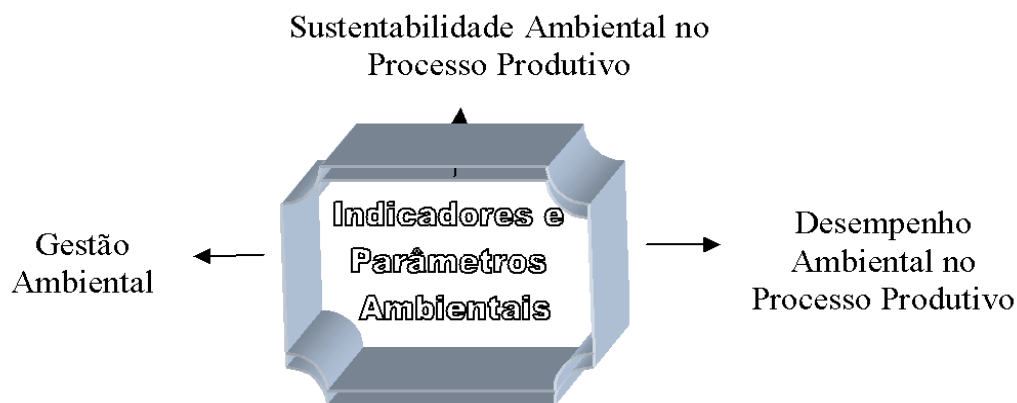 Sustentabilidade Ambiental no
Processo Produtivo
Indicadores e
Parâmetros
Ambientais
Gestão
Ambiental
Desempenho
Ambiental no
Processo Produtivo